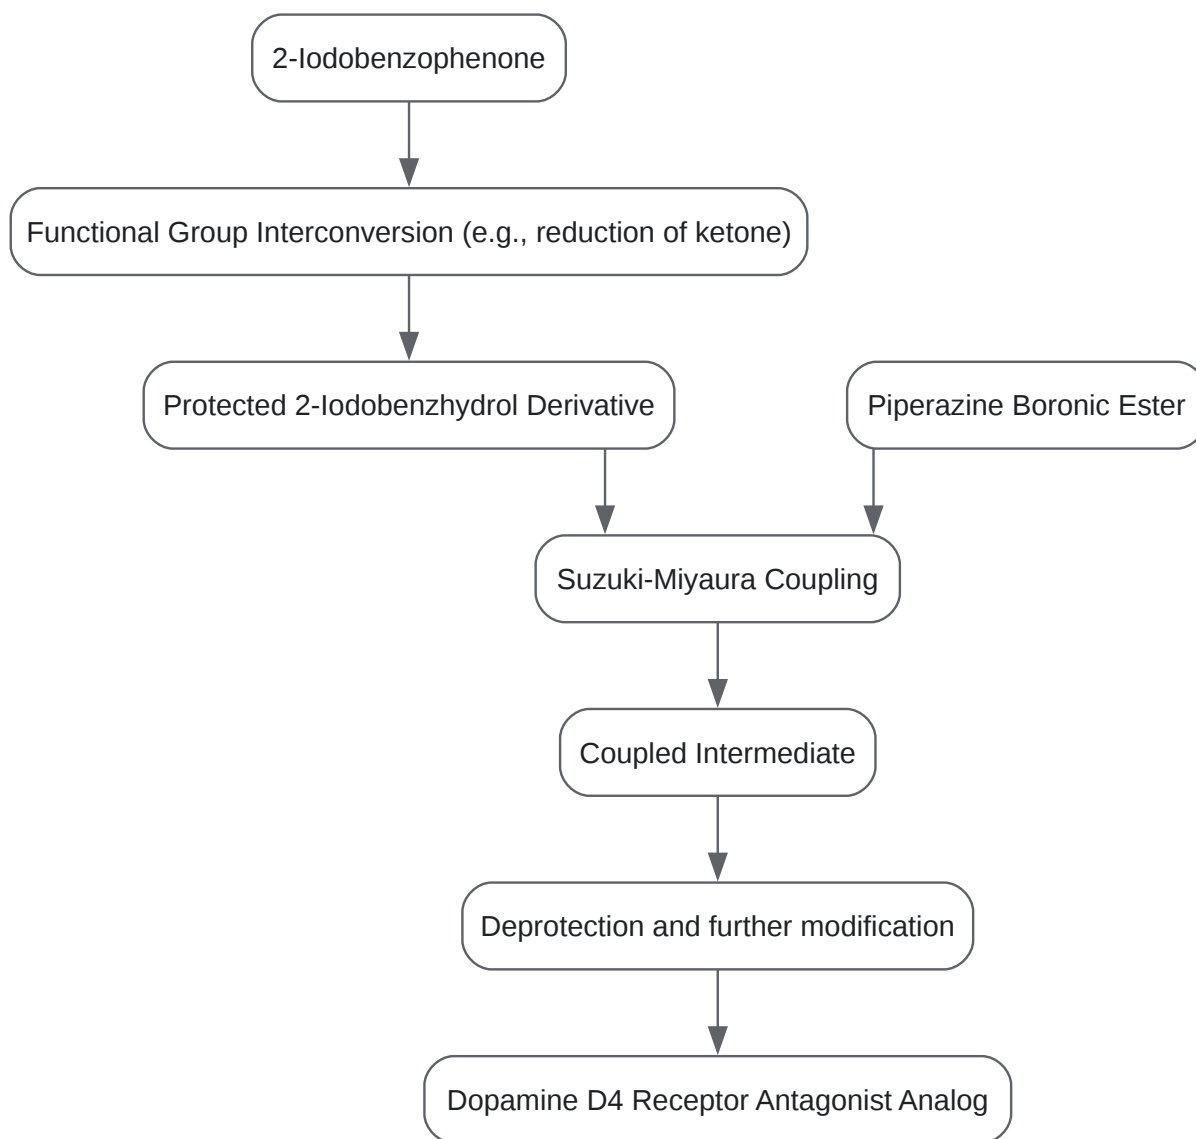 2-Iodobenzophenone
Functional Group Interconversion (e.g., reduction of ketone)
Protected 2-Iodobenzhydrol Derivative
Piperazine Boronic Ester
Suzuki-Miyaura Coupling
Coupled Intermediate
Deprotection and further modification
Dopamine D4 Receptor Antagonist Analog